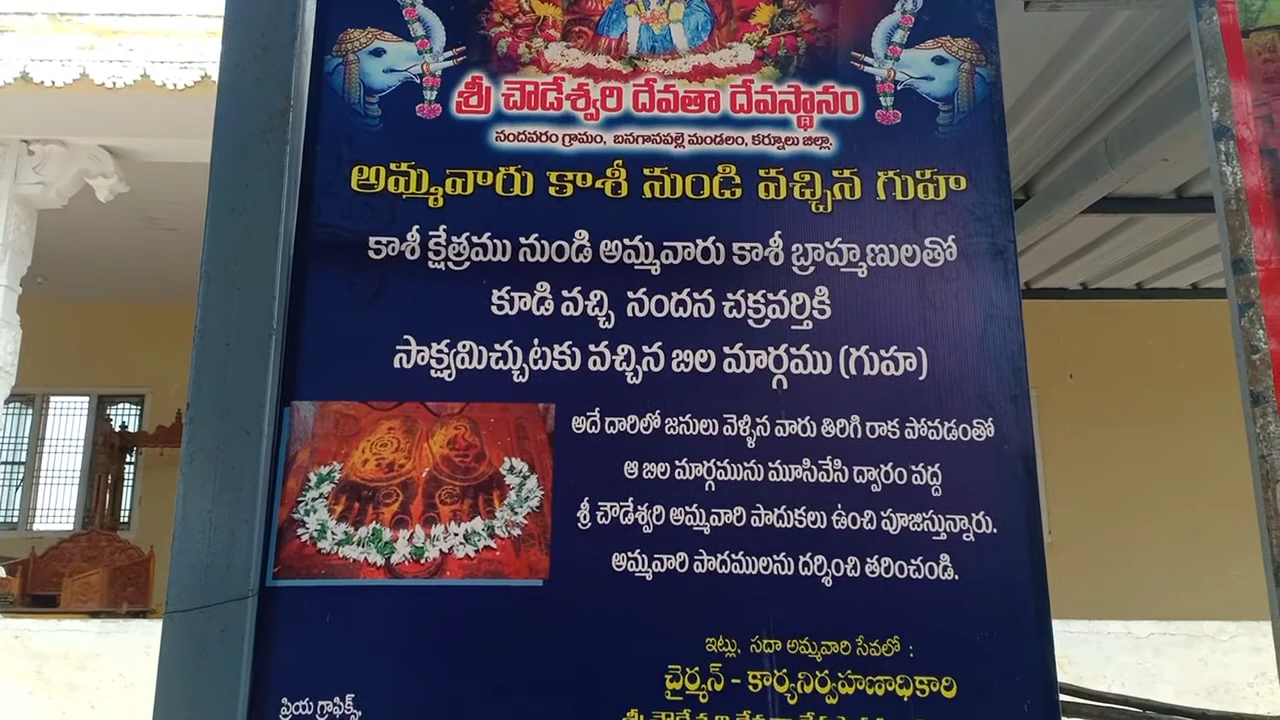 శ్రీ చౌడేశ్వరి దేవతా దేవస్థానం
నందవరం గ్రామం, బనగానపల్లె మండలం, కర్నూలు జిల్లా,
అమ్మవారు కాశీ నుండి వచ్చిన గుహ
కాశీ క్షేత్రము నుండి అమ్మవారు కాశీ బ్రాహ్మణులతో
కూడి వచ్చి నందన చక్రవర్తికి
సాక్ష్యమిచ్చుటకు వచ్చిన బిల మార్గము (గుహ)
అదే దారిలో జనులు వెళ్ళిన వారు తిరిగి రాక పోవడంతో
ఆ బిల మార్గమును మూసివేసి ద్వారం వద్ద
శ్రీ చౌడేశ్వరి అమ్మవారి పాదుకలు ఉంచి పూజిస్తున్నారు.
అమ్మవారి పాదములను దర్శించి తరించండి.
ఇట్లు, సదా అమ్మవారి సేవలో :
చైర్మన్ - కార్యనిర్వహణాధికారి
ప్రియ గ్రాఫిక్స్,